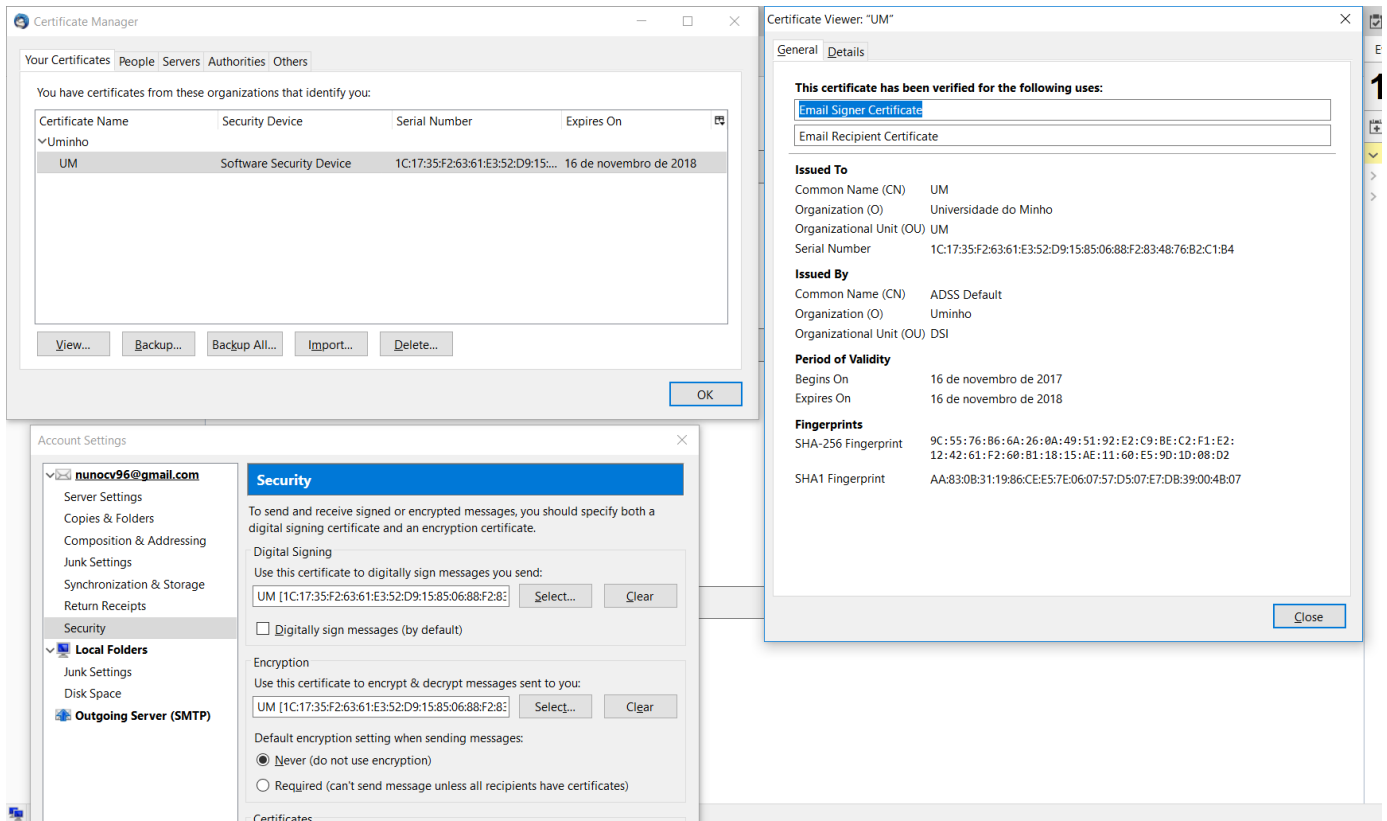 Certificate Manager
Your Certificates People Servers Authorities Others
You have certificates from these organizations that identify you:
Certificate Name Security Device Serial Number Expires On
Uminho
UM Software Security Device 1C:17:35:F2:63:61:E3:52:D9:15:... 16 de novembro de 2018
View... Backup... Backup All... Import... Delete...
OK
Account Settings
nunocv96@gmail.com
Server Settings
Copies & Folders
Composition & Addressing
Junk Settings
Synchronization & Storage
Return Receipts
Security
Local Folders
Junk Settings
Disk Space
Outgoing Server (SMTP)
Security
To send and receive signed or encrypted messages, you should specify both a
digital signing certificate and an encryption certificate.
Digital Signing
Use this certificate to digitally sign messages you send:
UM [1C:17:35:F2:63:61:E3:52:D9:15:85:06:88:F2:83
Select... Clear
Digitally sign messages (by default)
Encryption
Use this certificate to encrypt & decrypt messages sent to you:
UM [1C:17:35:F2:63:61:E3:52:D9:15:85:06:88:F2:83
Select... Clear
Default encryption setting when sending messages:
Never (do not use encryption)
Required (can't send message unless all recipients have certificates)
Certificates
Certificate Viewer: "UM"
General Details
This certificate has been verified for the following uses:
Email Signer Certificate
Email Recipient Certificate
Issued To
Common Name (CN) UM
Organization (O) Universidade do Minho
Organizational Unit (OU) UM
Serial Number 1C:17:35:F2:63:61:E3:52:D9:15:85:06:88:F2:83:48:76:B2:C1:B4
Issued By
Common Name (CN) ADSS Default
Organization (O) Uminho
Organizational Unit (OU) DSI
Period of Validity
Begins On 16 de novembro de 2017
Expires On 16 de novembro de 2018
Fingerprints
SHA-256 Fingerprint 9C:55:76:B6:6A:26:0A:49:51:92:E2:C9:BE:C2:F1:E2:
12:42:61:F2:60:B1:18:15:AE:11:60:E5:9D:1D:08:D2
SHA1 Fingerprint AA:83:0B:31:19:86:CE:E5:7E:06:07:57:D5:07:E7:DB:39:00:4B:07
Close